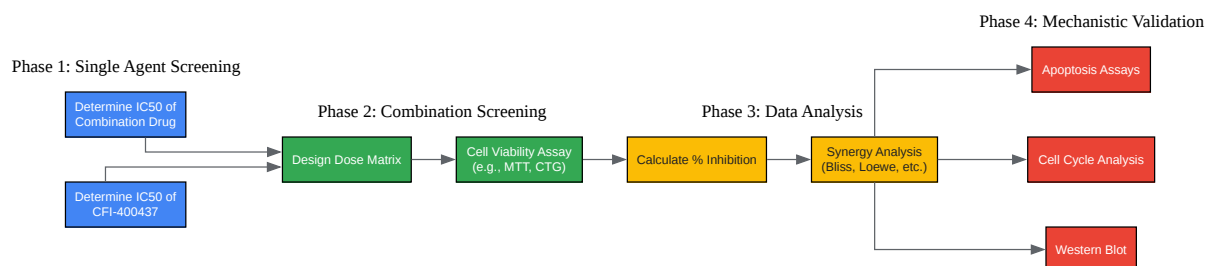 Phase 1: Single Agent Screening
Determine IC50 of
Combination Drug
Determine IC50 of
CFI-400437
Phase 2: Combination Screening
Design Dose Matrix
Cell Viability Assay
(e.g., MTT, CTG)
Phase 3: Data Analysis
Calculate % Inhibition
Synergy Analysis
(Bliss, Loewe, etc.)
Phase 4: Mechanistic Validation
Apoptosis Assays
Cell Cycle Analysis
Western Blot